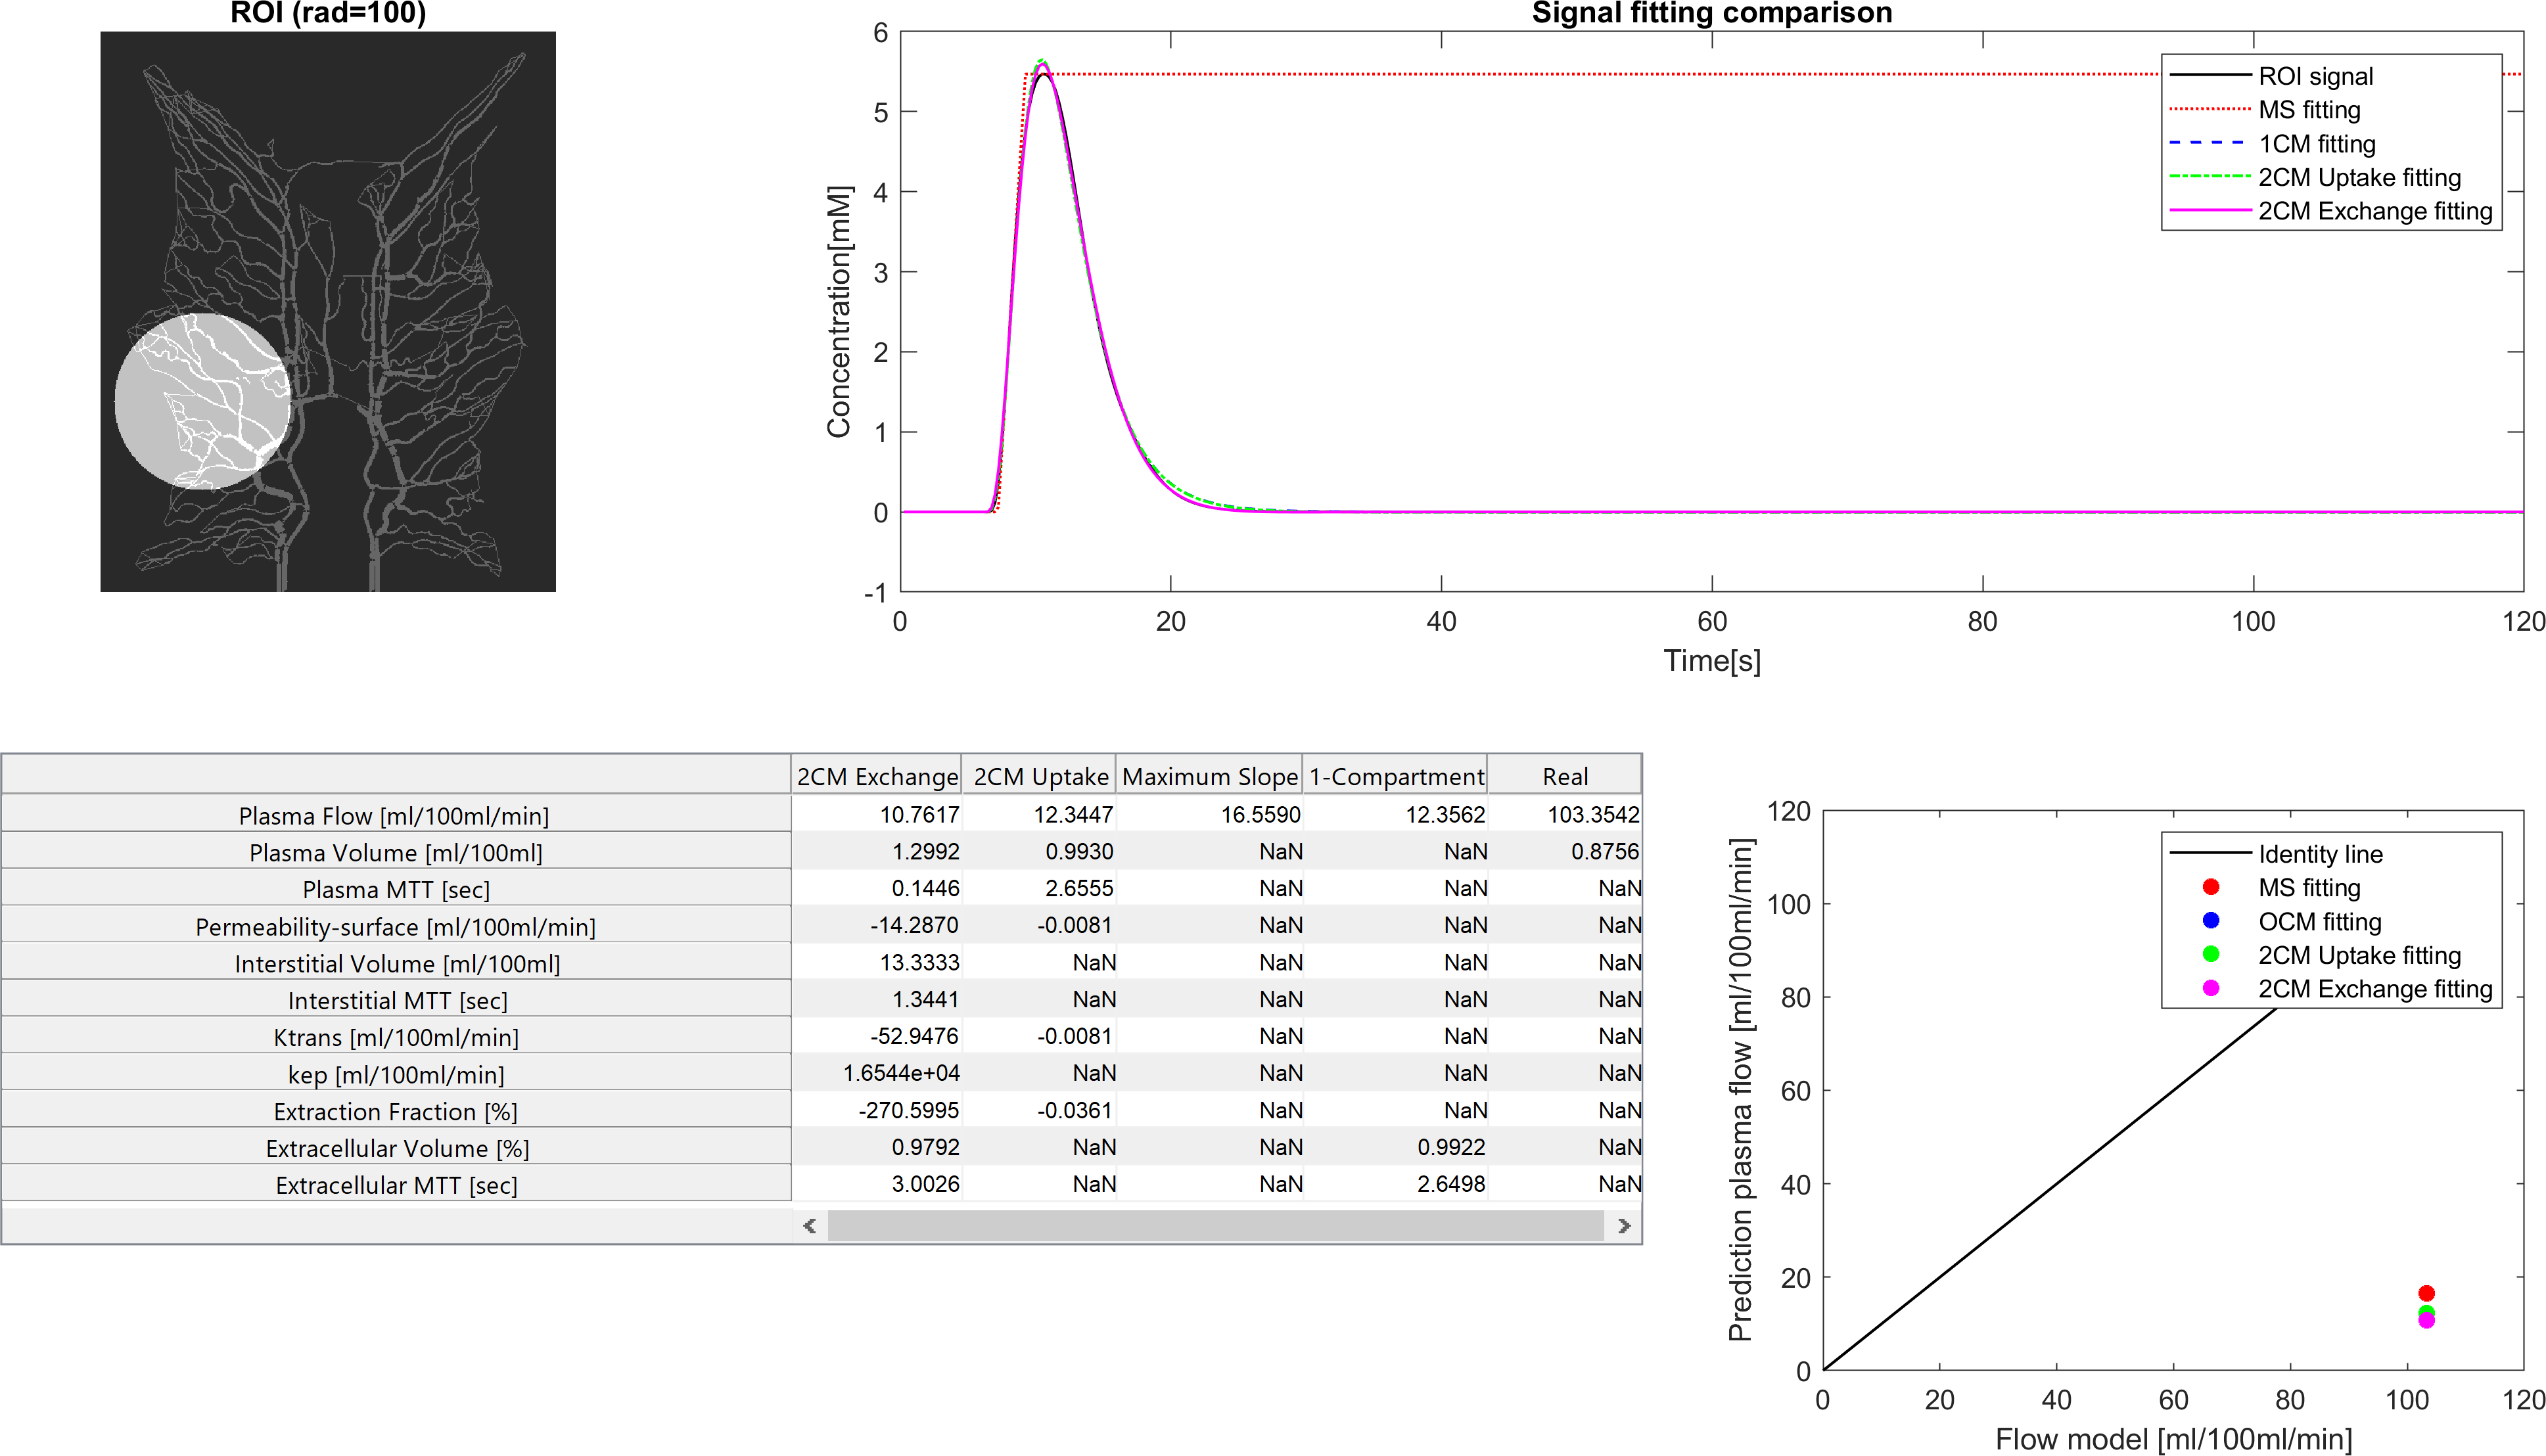 ROI (rad=100)
Signal fitting comparison
6
5
4
3
2
1
0
-1
Concentration[mM]
0 20 40 60 80 100 120
Time[s]
ROI signal
MS fitting
1CM fitting
2CM Uptake fitting
2CM Exchange fitting
2CM Exchange 2CM Uptake Maximum Slope 1-Compartment Real
Plasma Flow [ml/100ml/min] 10.7617 12.3447 16.5590 12.3562 103.3542
Plasma Volume [ml/100ml] 1.2992 0.9930 NaN NaN 0.8756
Plasma MTT [sec] 0.1446 2.6555 NaN NaN NaN
Permeability-surface [ml/100ml/min] -14.2870 -0.0081 NaN NaN NaN
Interstitial Volume [ml/100ml] 13.3333 NaN NaN NaN NaN
Interstitial MTT [sec] 1.3441 NaN NaN NaN NaN
Ktrans [ml/100ml/min] -52.9476 -0.0081 NaN NaN NaN
kep [ml/100ml/min] 1.6544e+04 NaN NaN NaN NaN
Extraction Fraction [%] -270.5995 -0.0361 NaN NaN NaN
Extracellular Volume [%] 0.9792 NaN NaN 0.9922 NaN
Extracellular MTT [sec] 3.0026 NaN NaN 2.6498 NaN
120
100
80
60
40
20
0
Prediction plasma flow [ml/100ml/min]
0 20 40 60 80 100 120
Flow model [ml/100ml/min]
Identity line
MS fitting
OCM fitting
2CM Uptake fitting
2CM Exchange fitting